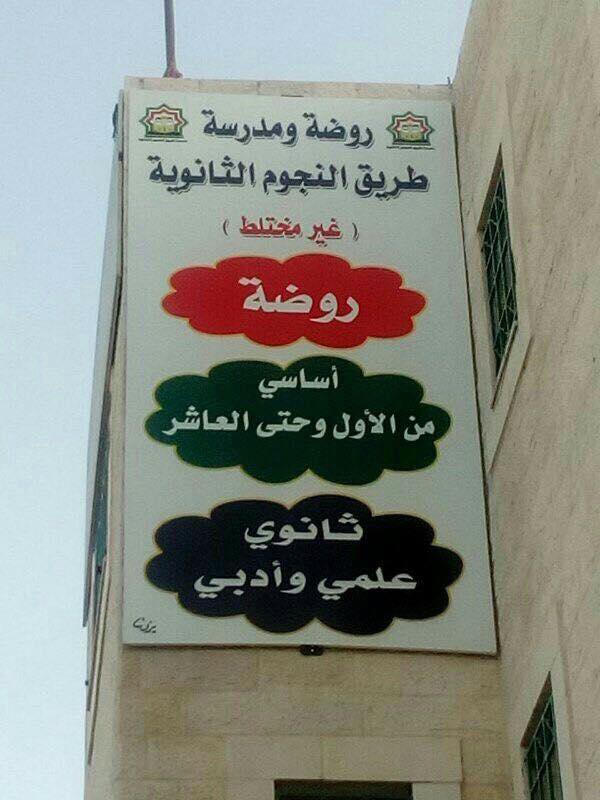 روضة ومدرسة
طريق النجوم الثانوية
( غير مختلط )
روضة
أساسي
من الأول وحتى العاشر
ثانوي
علمي وأدبي